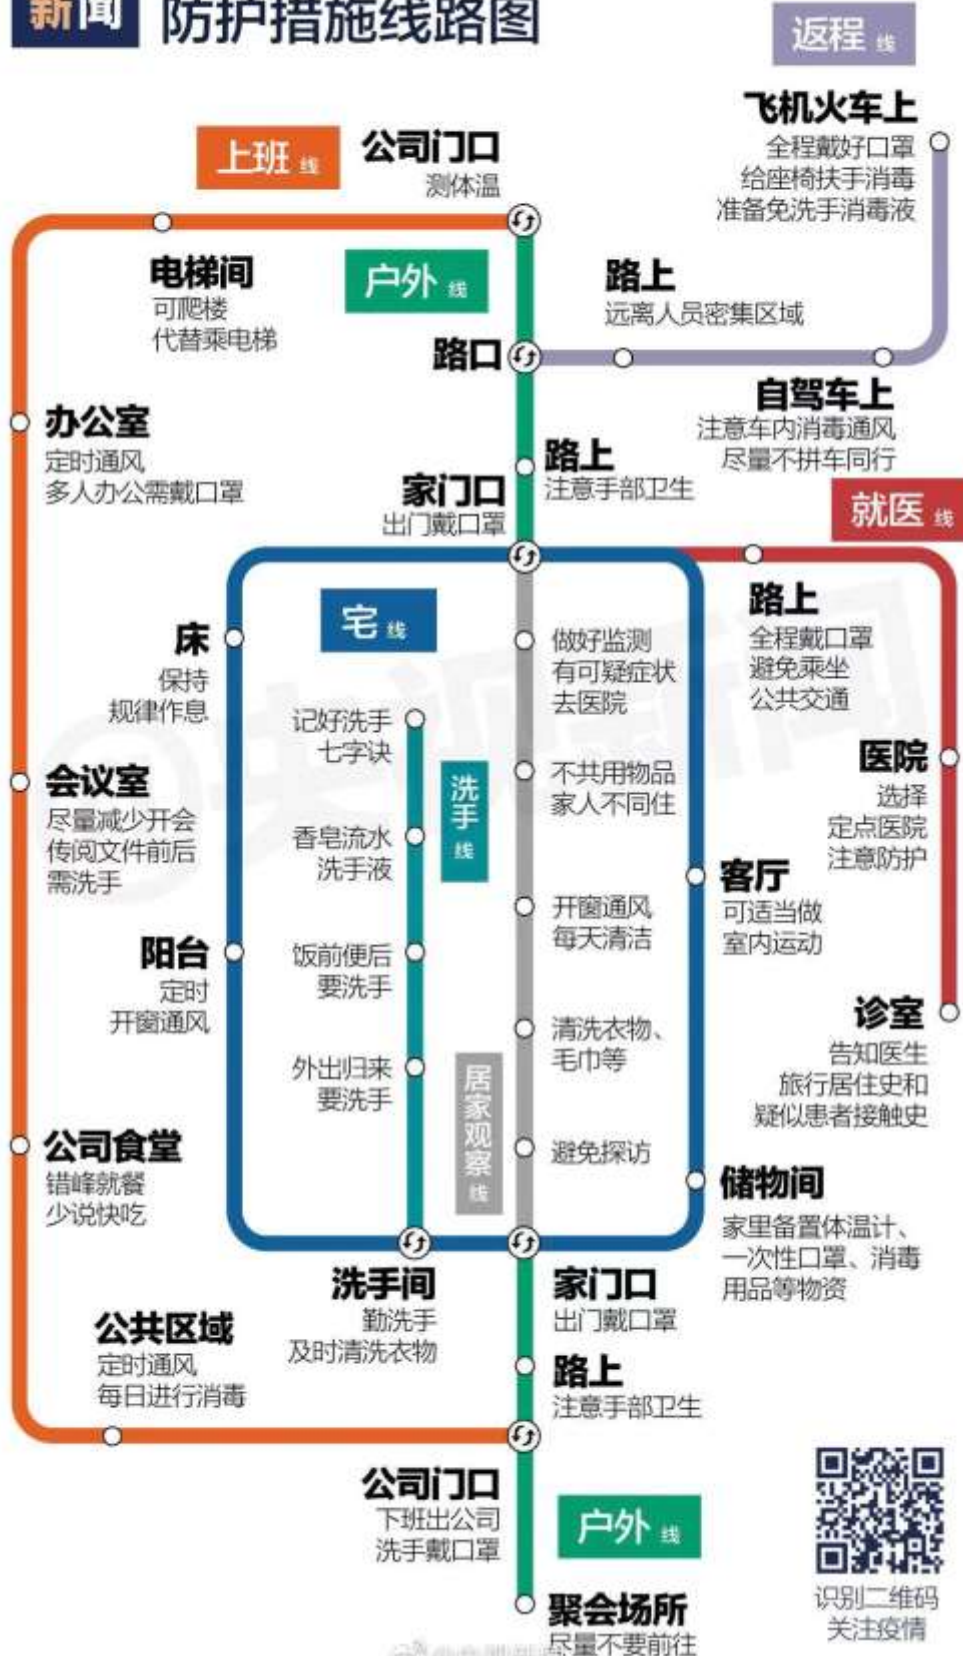 新闻 防护措施线路图
返程 线
飞机火车上
全程戴好口罩
给座椅扶手消毒
准备免洗手消毒液
上班 线
公司门口
测体温
电梯间
可爬楼
代替乘电梯
户外 线
路上
远离人员密集区域
路口
自驾车上
注意车内消毒通风
尽量不拼车同行
办公室
定时通风
多人办公需戴口罩
路上
注意手部卫生
家门口
出门戴口罩
就医 线
路上
全程戴口罩
避免乘坐
公共交通
宅 线
床
保持
规律作息
做好监测
有可疑症状
去医院
记好洗手
七字诀
洗手 线
不共用物品
家人不同住
医院
选择
定点医院
注意防护
会议室
尽量减少开会
传阅文件前后
需洗手
香皂流水
洗手液
客厅
可适当做
室内运动
开窗通风
每天清洁
阳台
定时
开窗通风
饭前便后
要洗手
诊室
告知医生
旅行居住史和
疑似患者接触史
清洗衣物、
毛巾等
外出归来
要洗手
居家观察 线
避免探访
公司食堂
错峰就餐
少说快吃
储物间
家里备置体温计、
一次性口罩、消毒
用品等物资
洗手间
勤洗手
及时清洗衣物
家门口
出门戴口罩
公共区域
定时通风
每日进行消毒
路上
注意手部卫生
公司门口
下班出公司
洗手戴口罩
户外 线
聚会场所
尽量不要前往
识别二维码
关注疫情
央视新闻